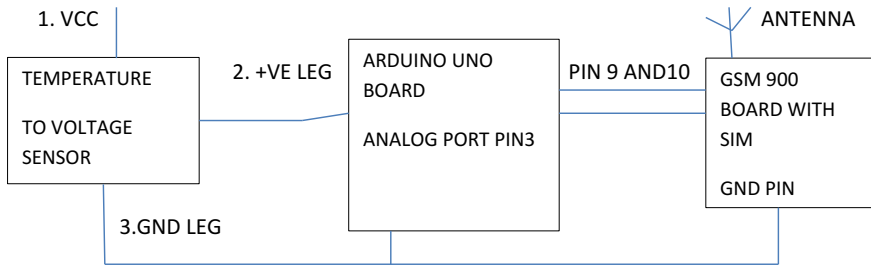 1. VCC
TEMPERATURE
TO VOLTAGE
SENSOR
2. +VE LEG
3.GND LEG
ARDUINO UNO
BOARD
ANALOG PORT PIN3
PIN 9 AND10
ANTENNA
GSM 900
BOARD WITH
SIM
GND PIN